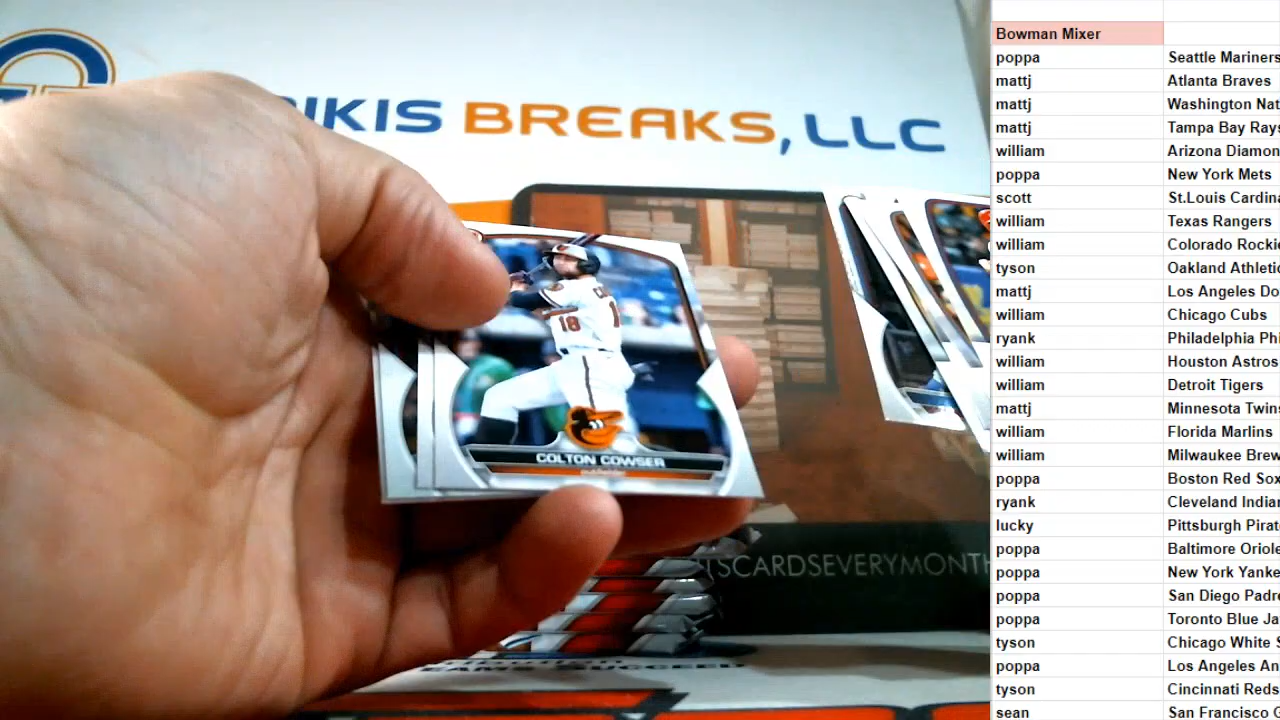 IKIS BREAKS, LLC
18
COLTON COWSER
TSCARDSEVERYMONTH
Bowman Mixer
poppa Seattle Mariners
mattj Atlanta Braves
mattj Washington Nat
mattj Tampa Bay Rays
william Arizona Diamon
poppa New York Mets
scott St.Louis Cardina
william Texas Rangers
william Colorado Rockie
tyson Oakland Athletic
mattj Los Angeles Do
william Chicago Cubs
ryank Philadelphia Phi
william Houston Astros
william Detroit Tigers
mattj Minnesota Twins
william Florida Marlins
william Milwaukee Brew
poppa Boston Red Sox
ryank Cleveland Indian
lucky Pittsburgh Pirat
poppa Baltimore Oriole
poppa New York Yanke
poppa San Diego Padre
poppa Toronto Blue Ja
tyson Chicago White S
poppa Los Angeles An
tyson Cincinnati Reds
sean San Francisco G